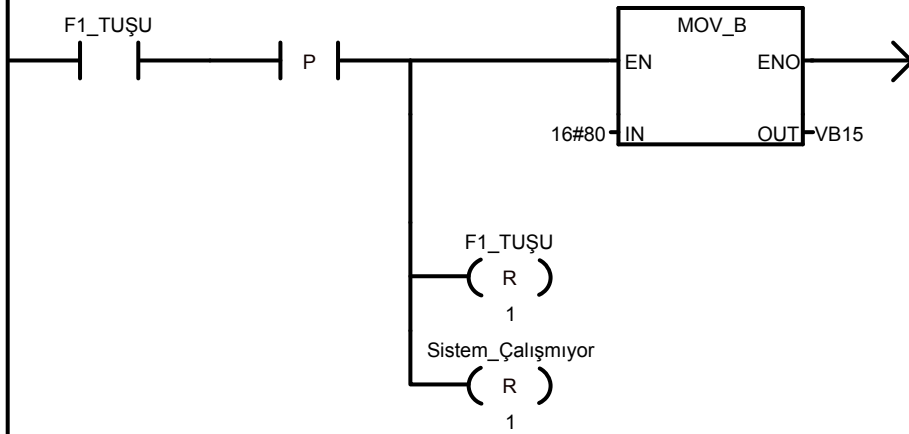 F1_TUŞU
MOV_B
P
EN
ENO
16#80
IN
OUT
VB15
F1_TUŞU
R
1
Sistem_Çalışmıyor
R
1